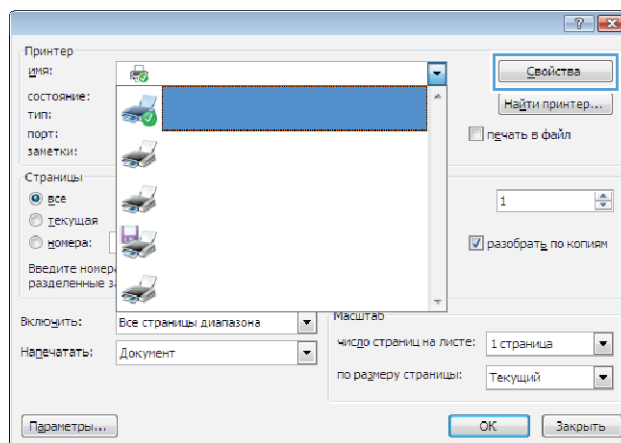 Принтер
имя:
Свойства
состояние:
Найти принтер...
тип:
порт:
печать в файл
заметки:
Страницы
все
1
текущая
номера:
разобрать по копиям
Введите
разделенные
Включить: Все страницы диапазона
Масштаб
число страниц на листе: 1 страница
Напечатать: Документ
по размеру страницы: Текущий
Параметры...
ОК
Закрыть